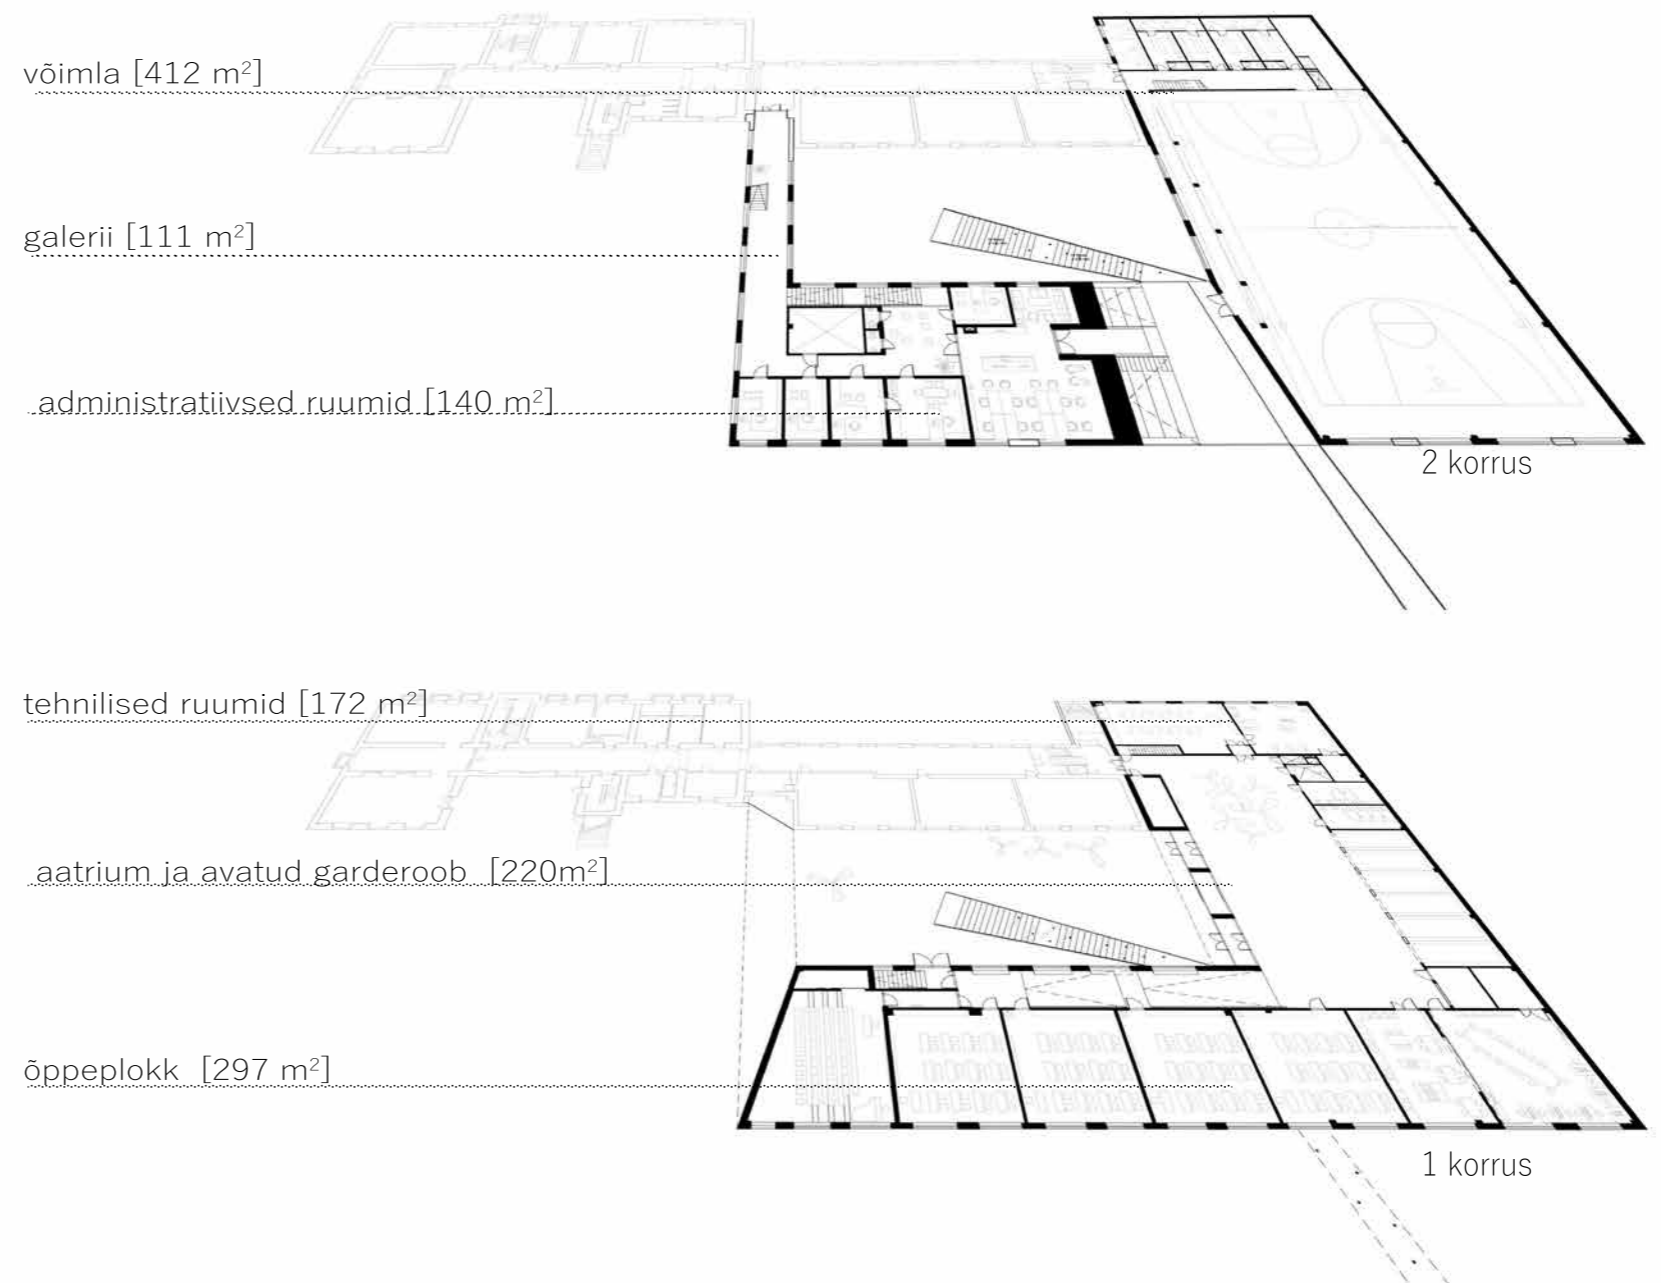 võimla [412 m²]
galerii [111 m²]
administratiivsed ruumid [140 m²]
2 korrus
tehnilised ruumid [172 m²]
aatrium ja avatud garderoob [220m²]
õppeplokk [297 m²]
1 korrus